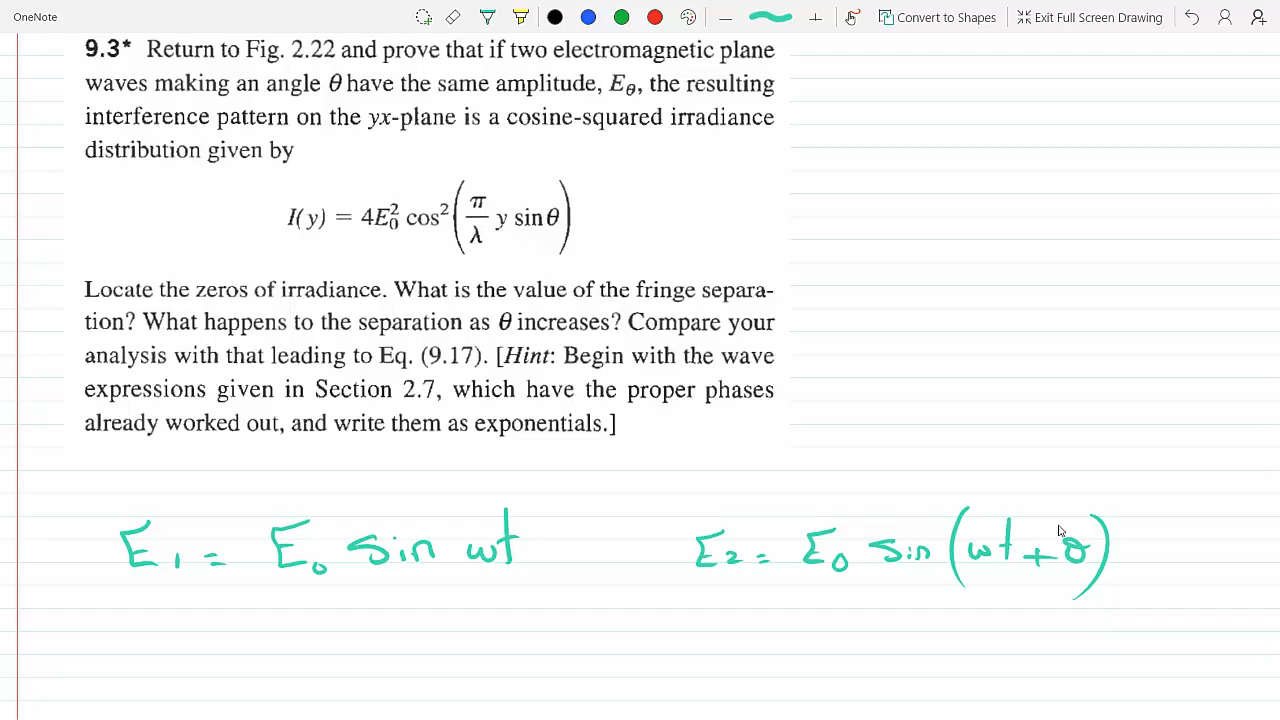 OneNote
Convert to Shapes
Exit Full Screen Drawing
9.3* Return to Fig. 2.22 and prove that if two electromagnetic plane
waves making an angle θ have the same amplitude, E_θ, the resulting
interference pattern on the yx-plane is a cosine-squared irradiance
distribution given by
I(y) = 4E₀² cos²(π/λ y sin θ)
Locate the zeros of irradiance. What is the value of the fringe separa-
tion? What happens to the separation as θ increases? Compare your
analysis with that leading to Eq. (9.17). [Hint: Begin with the wave
expressions given in Section 2.7, which have the proper phases
already worked out, and write them as exponentials.]
E₁ = E₀ sin ωt E₂ = E₀ sin (ωt + θ)